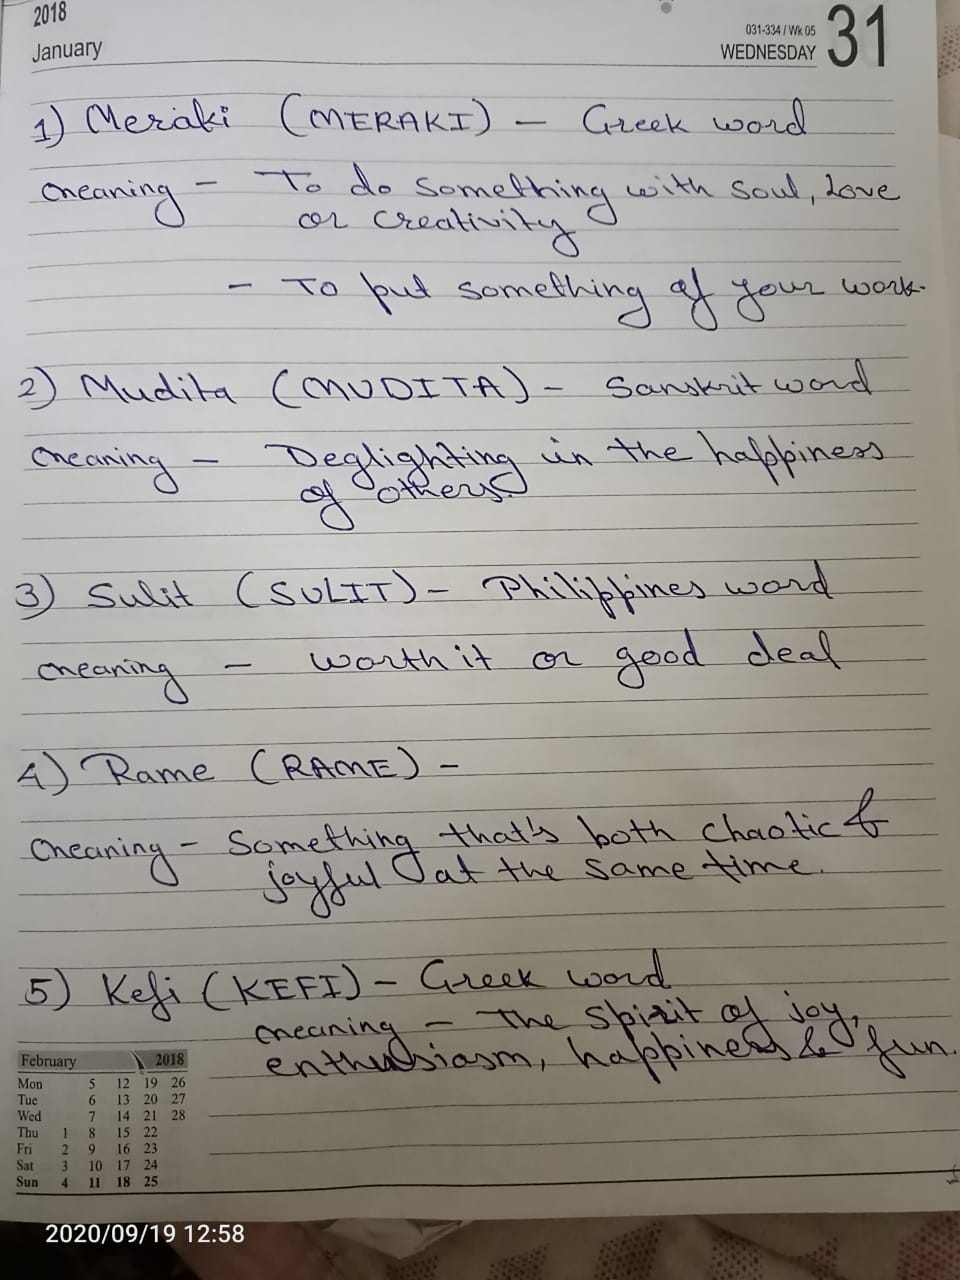 2018
January
031-334 / Wk 05
WEDNESDAY
31
1) Meraki (MERAKI) - Greek word
meaning - To do something with soul, Love
or creativity
- To put something of your work.
2) Mudita (MUDITA) - Sanskrit word
meaning - Deglighting in the happiness
of others
3) Sulit (SULIT) - Philippines word
meaning - worth it or good deal
4) Rame (RAME) -
meaning - Something that's both chaotic &
joyful at the same time.
5) Kefi (KEFI) - Greek word
meaning - The spirit of joy,
enthusiasm, happiness & fun.
February 2018
Mon 5 12 19 26
Tue 6 13 20 27
Wed 7 14 21 28
Thu 1 8 15 22
Fri 2 9 16 23
Sat 3 10 17 24
Sun 4 11 18 25
2020/09/19 12:58